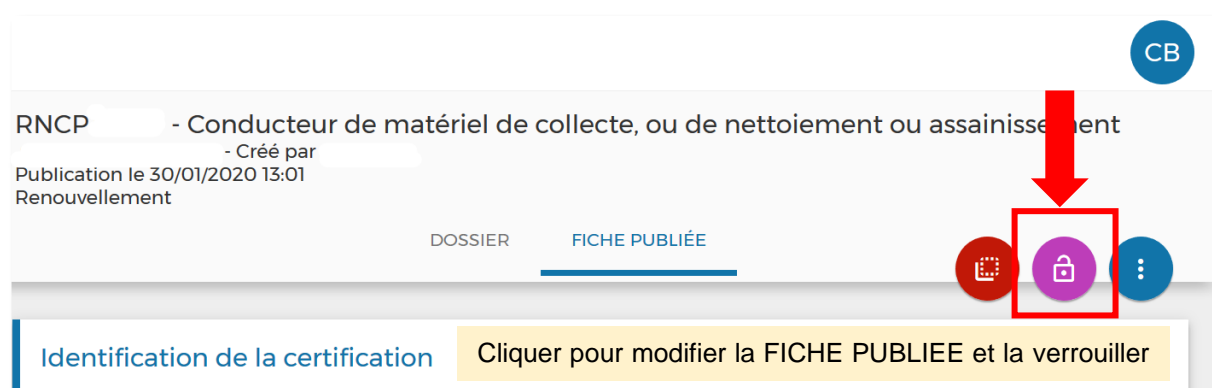 CB
RNCP - Conducteur de matériel de collecte, ou de nettoiement ou assainissement
- Créé par
Publication le 30/01/2020 13:01
Renouvellement
DOSSIER FICHE PUBLIÉE
Identification de la certification Cliquer pour modifier la FICHE PUBLIEE et la verrouiller